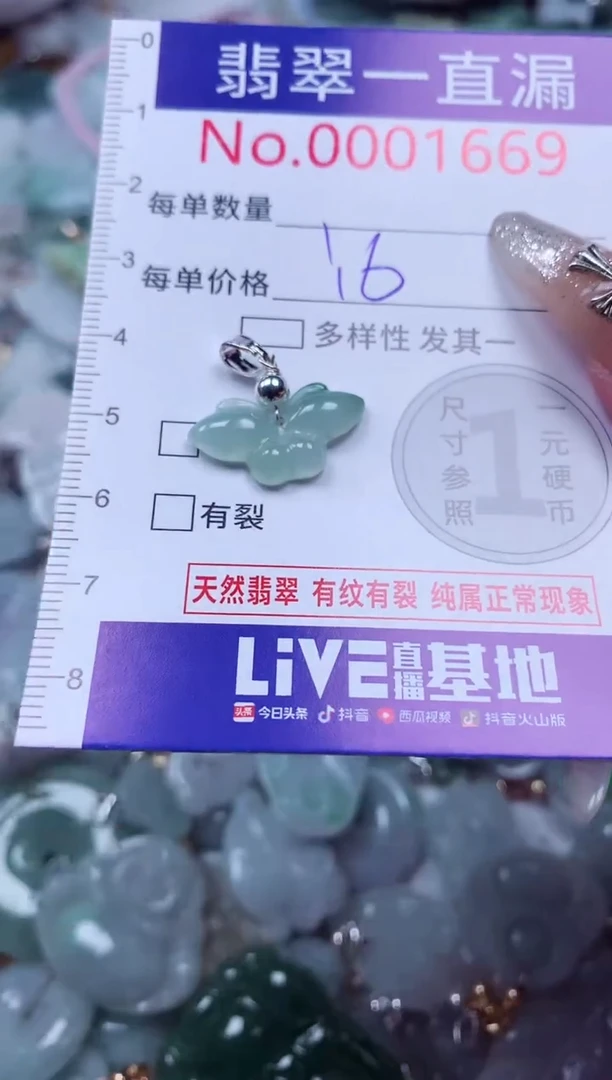 0
翡翠一直漏
1
No.0001669
2
每单数量
3
每单价格 16
4
多样性 发其一
5
尺寸参照
1
一元硬币
6
有裂
天然翡翠 有纹有裂 纯属正常现象
7
LiVE直播基地
8
头条 今日头条 抖音 西瓜视频 抖音火山版